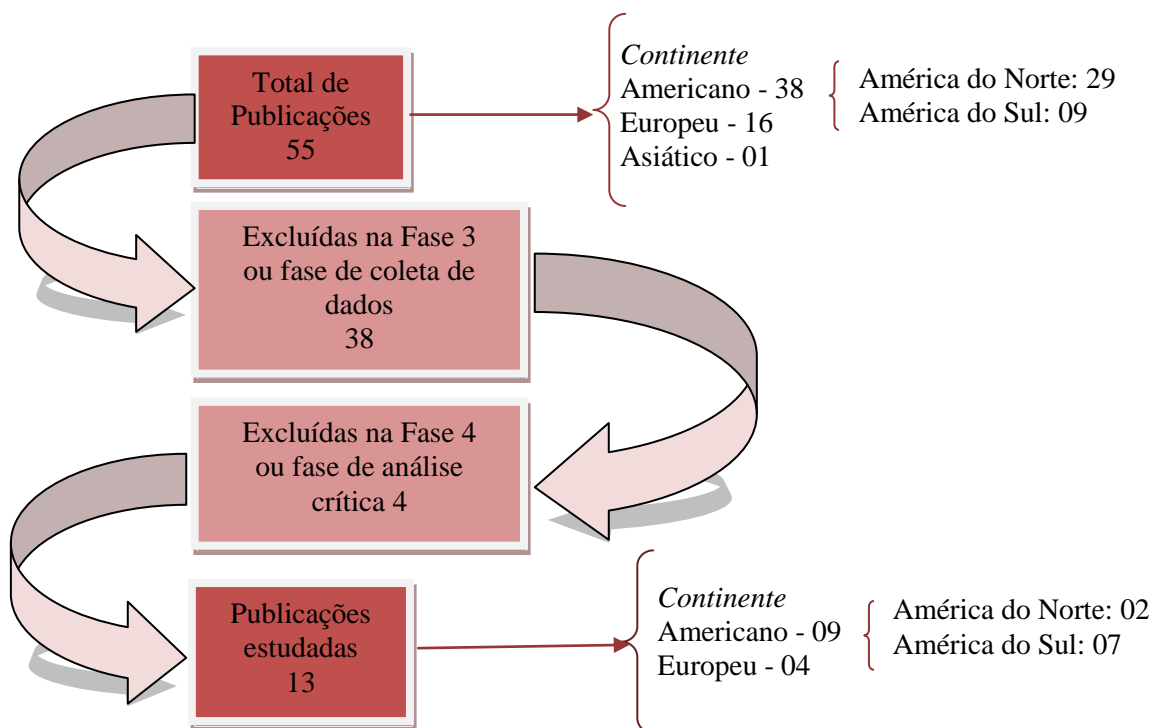 Total de
Publicações
55
Continente
Americano - 38
Europeu - 16
Asiático - 01
América do Norte: 29
América do Sul: 09
Excluídas na Fase 3
ou fase de coleta de
dados
38
Excluídas na Fase 4
ou fase de análise
crítica 4
Publicações
estudadas
13
Continente
Americano - 09
Europeu - 04
América do Norte: 02
América do Sul: 07